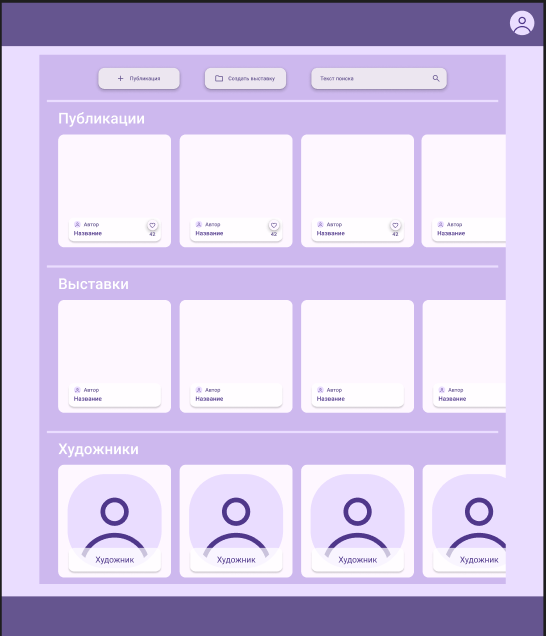 Публикация
Создать выставку
Текст поиска
Публикации
Автор
Название
42
Автор
Название
42
Автор
Название
42
Автор
Название
Выставки
Автор
Название
Автор
Название
Автор
Название
Автор
Название
Художники
Художник
Художник
Художник
Художник